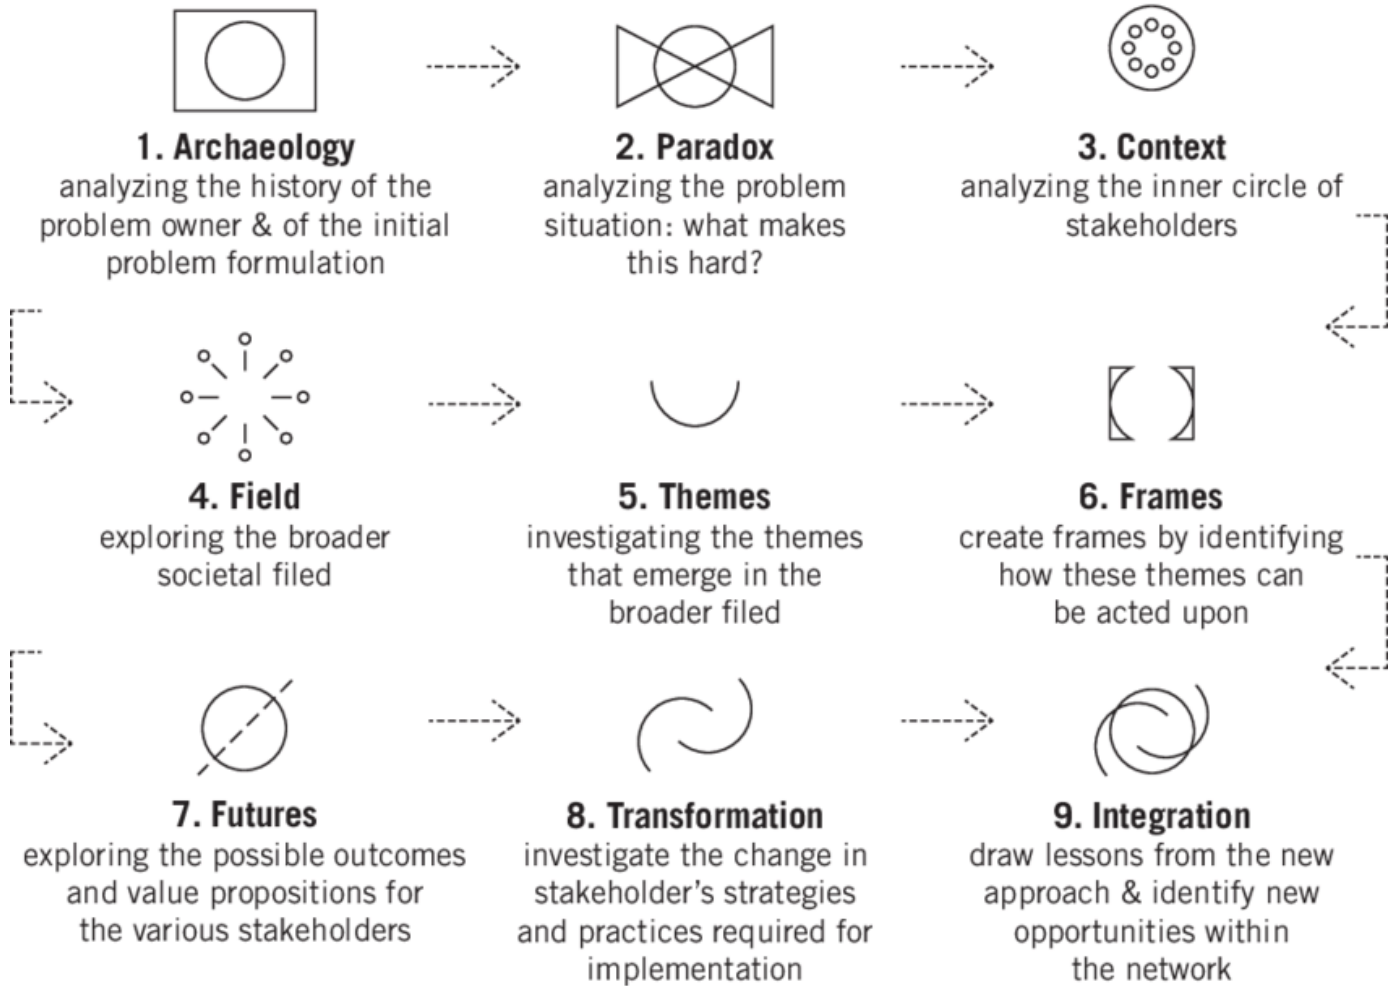 1. Archaeology
analyzing the history of the
problem owner & of the initial
problem formulation
2. Paradox
analyzing the problem
situation: what makes
this hard?
3. Context
analyzing the inner circle of
stakeholders
4. Field
exploring the broader
societal filed
5. Themes
investigating the themes
that emerge in the
broader filed
6. Frames
create frames by identifying
how these themes can
be acted upon
7. Futures
exploring the possible outcomes
and value propositions for
the various stakeholders
8. Transformation
investigate the change in
stakeholder’s strategies
and practices required for
implementation
9. Integration
draw lessons from the new
approach & identify new
opportunities within
the network